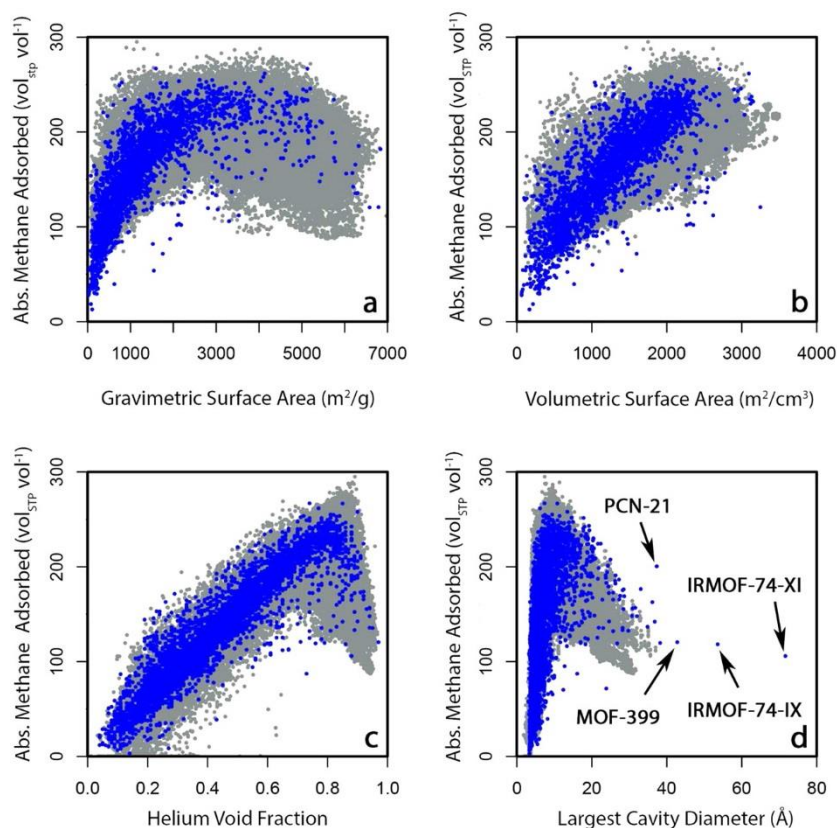 Abs. Methane Adsorbed (vol_stp vol⁻¹)
300
200
100
0
a
0 1000 3000 5000 7000
Gravimetric Surface Area (m²/g)
Abs. Methane Adsorbed (vol_STP vol⁻¹)
300
200
100
0
b
0 1000 2000 3000 4000
Volumetric Surface Area (m²/cm³)
Abs. Methane Adsorbed (vol_STP vol⁻¹)
300
200
100
0
c
0.0 0.2 0.4 0.6 0.8 1.0
Helium Void Fraction
Abs. Methane Adsorbed (vol_STP vol⁻¹)
300
200
100
0
PCN-21
IRMOF-74-XI
MOF-399
IRMOF-74-IX
d
0 20 40 60 80
Largest Cavity Diameter (Å)